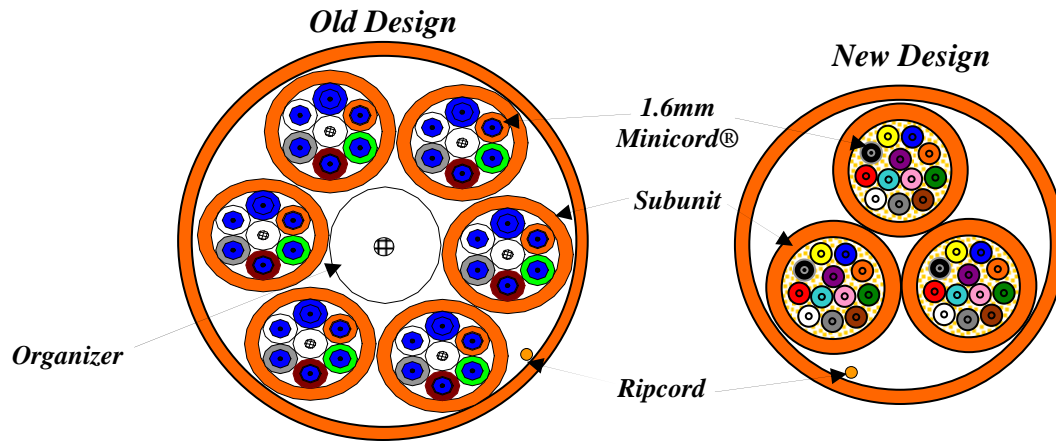 Old Design
New Design
1.6mm
Minicord®
Subunit
Organizer
Ripcord